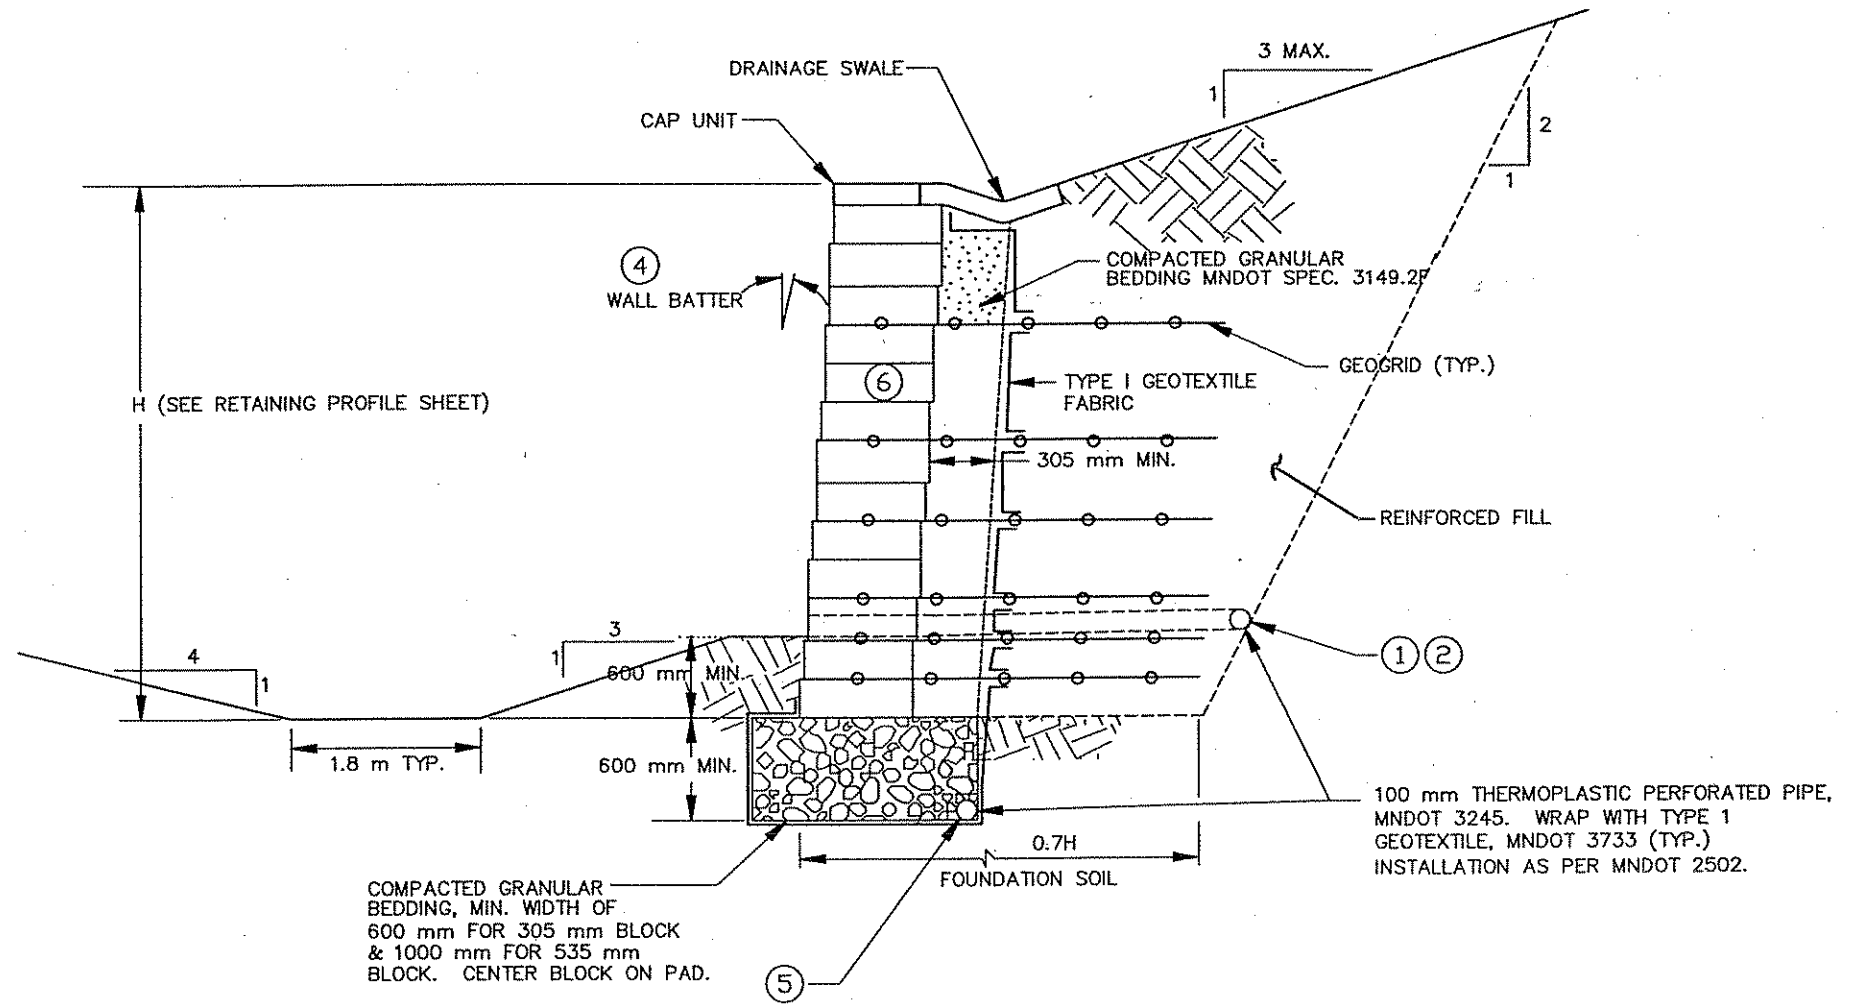 3 MAX.
1
DRAINAGE SWALE
CAP UNIT
2
1
COMPACTED GRANULAR
BEDDING MNDOT SPEC. 3149.2F
4
WALL BATTER
GEOGRID (TYP.)
6
TYPE I GEOTEXTILE
FABRIC
H (SEE RETAINING PROFILE SHEET)
305 mm MIN.
REINFORCED FILL
3
1
4
1
600 mm MIN.
1 2
1.8 m TYP.
600 mm MIN.
100 mm THERMOPLASTIC PERFORATED PIPE,
MNDOT 3245. WRAP WITH TYPE 1
GEOTEXTILE, MNDOT 3733 (TYP.)
INSTALLATION AS PER MNDOT 2502.
0.7H
FOUNDATION SOIL
COMPACTED GRANULAR
BEDDING, MIN. WIDTH OF
600 mm FOR 305 mm BLOCK
& 1000 mm FOR 535 mm
BLOCK. CENTER BLOCK ON PAD.
5